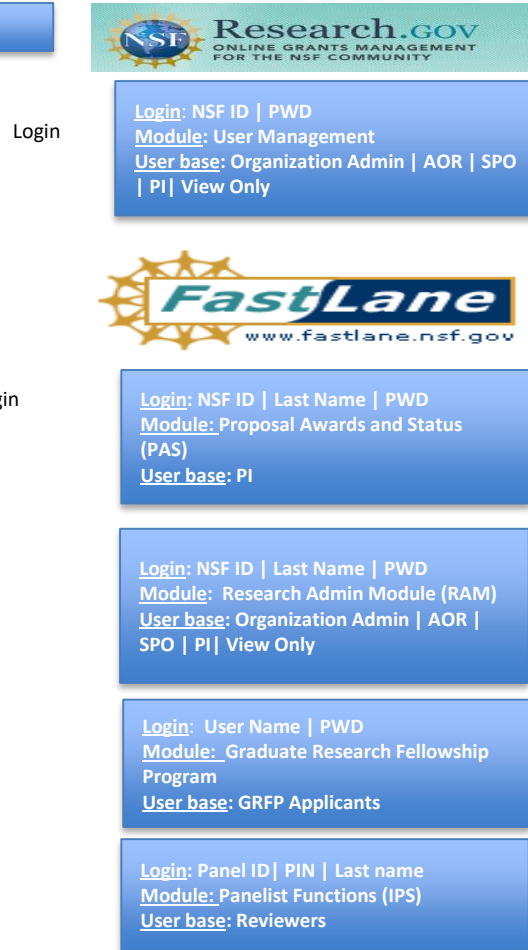 NSF
Research.GOV
ONLINE GRANTS MANAGEMENT
FOR THE NSF COMMUNITY
Login
Login: NSF ID | PWD
Module: User Management
User base: Organization Admin | AOR | SPO
| PI| View Only
FastLane
www.fastlane.nsf.gov
gin
Login: NSF ID | Last Name | PWD
Module: Proposal Awards and Status
(PAS)
User base: PI
Login: NSF ID | Last Name | PWD
Module: Research Admin Module (RAM)
User base: Organization Admin | AOR |
SPO | PI| View Only
Login: User Name | PWD
Module: Graduate Research Fellowship
Program
User base: GRFP Applicants
Login: Panel ID| PIN | Last name
Module: Panelist Functions (IPS)
User base: Reviewers